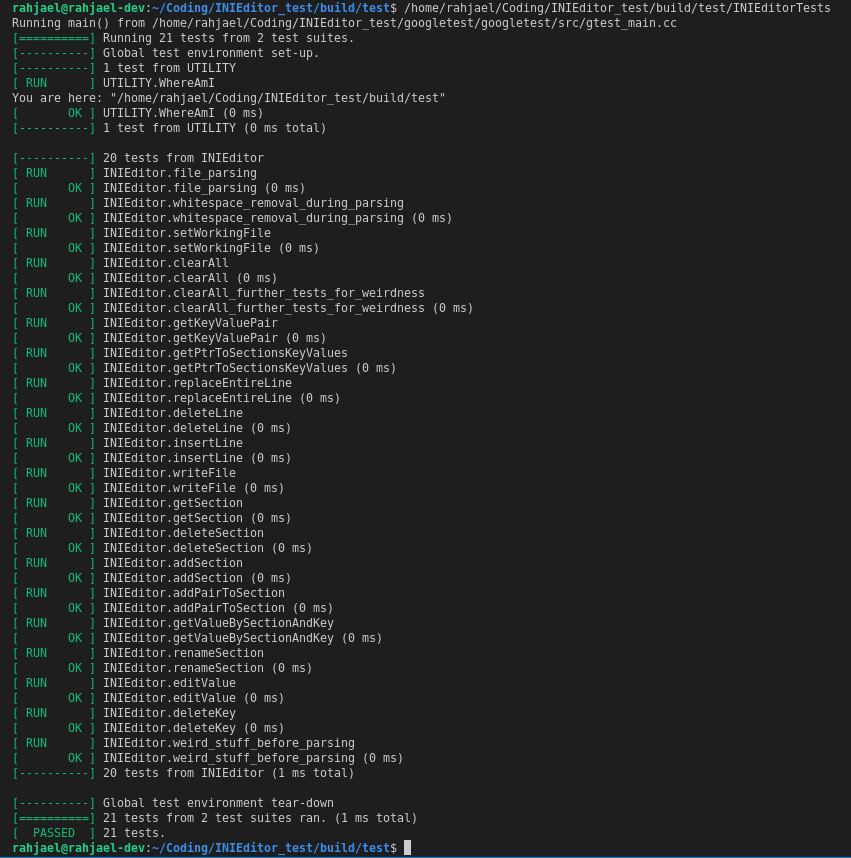 rahjael@rahjael-dev:~/Coding/INIEditor_test/build/test$ /home/rahjael/Coding/INIEditor_test/build/test/INIEditorTests
Running main() from /home/rahjael/Coding/INIEditor_test/googletest/googletest/src/gtest_main.cc
[==========] Running 21 tests from 2 test suites.
[----------] Global test environment set-up.
[----------] 1 test from UTILITY
[ RUN      ] UTILITY.WhereAmI
You are here: "/home/rahjael/Coding/INIEditor_test/build/test"
[       OK ] UTILITY.WhereAmI (0 ms)
[----------] 1 test from UTILITY (0 ms total)

[----------] 20 tests from INIEditor
[ RUN      ] INIEditor.file_parsing
[       OK ] INIEditor.file_parsing (0 ms)
[ RUN      ] INIEditor.whitespace_removal_during_parsing
[       OK ] INIEditor.whitespace_removal_during_parsing (0 ms)
[ RUN      ] INIEditor.setWorkingFile
[       OK ] INIEditor.setWorkingFile (0 ms)
[ RUN      ] INIEditor.clearAll
[       OK ] INIEditor.clearAll (0 ms)
[ RUN      ] INIEditor.clearAll_further_tests_for_weirdness
[       OK ] INIEditor.clearAll_further_tests_for_weirdness (0 ms)
[ RUN      ] INIEditor.getKeyValuePair
[       OK ] INIEditor.getKeyValuePair (0 ms)
[ RUN      ] INIEditor.getPtrToSectionsKeyValues
[       OK ] INIEditor.getPtrToSectionsKeyValues (0 ms)
[ RUN      ] INIEditor.replaceEntireLine
[       OK ] INIEditor.replaceEntireLine (0 ms)
[ RUN      ] INIEditor.deleteLine
[       OK ] INIEditor.deleteLine (0 ms)
[ RUN      ] INIEditor.insertLine
[       OK ] INIEditor.insertLine (0 ms)
[ RUN      ] INIEditor.writeFile
[       OK ] INIEditor.writeFile (0 ms)
[ RUN      ] INIEditor.getSection
[       OK ] INIEditor.getSection (0 ms)
[ RUN      ] INIEditor.deleteSection
[       OK ] INIEditor.deleteSection (0 ms)
[ RUN      ] INIEditor.addSection
[       OK ] INIEditor.addSection (0 ms)
[ RUN      ] INIEditor.addPairToSection
[       OK ] INIEditor.addPairToSection (0 ms)
[ RUN      ] INIEditor.getValueBySectionAndKey
[       OK ] INIEditor.getValueBySectionAndKey (0 ms)
[ RUN      ] INIEditor.renameSection
[       OK ] INIEditor.renameSection (0 ms)
[ RUN      ] INIEditor.editValue
[       OK ] INIEditor.editValue (0 ms)
[ RUN      ] INIEditor.deleteKey
[       OK ] INIEditor.deleteKey (0 ms)
[ RUN      ] INIEditor.weird_stuff_before_parsing
[       OK ] INIEditor.weird_stuff_before_parsing (0 ms)
[----------] 20 tests from INIEditor (1 ms total)

[----------] Global test environment tear-down
[==========] 21 tests from 2 test suites ran. (1 ms total)
[  PASSED  ] 21 tests.
rahjael@rahjael-dev:~/Coding/INIEditor_test/build/test$